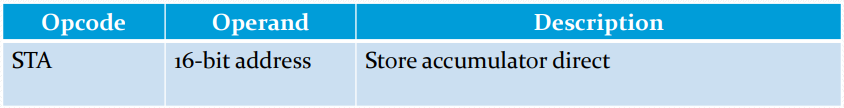 Opcode Operand Description
STA 16-bit address Store accumulator direct